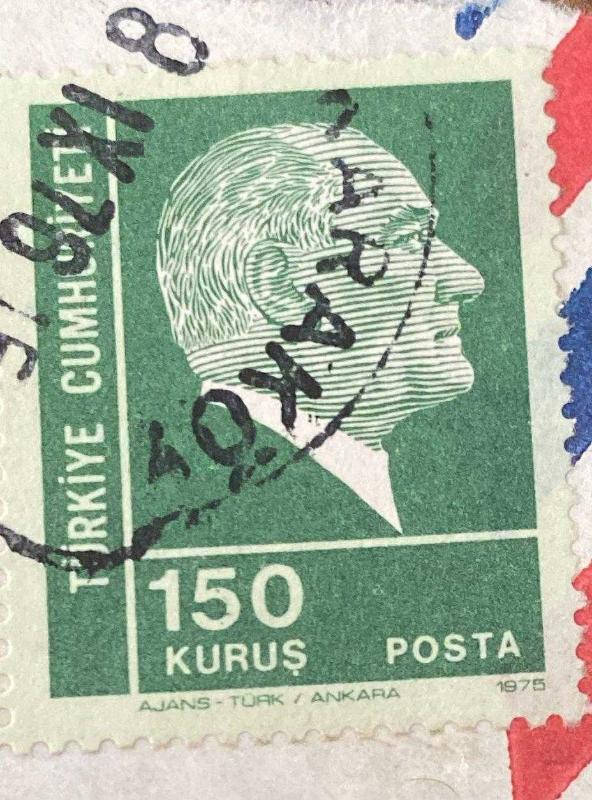 TÜRKİYE CUMHURİYETİ
150
KURUŞ
POSTA
AJANS-TÜRK / ANKARA
1975